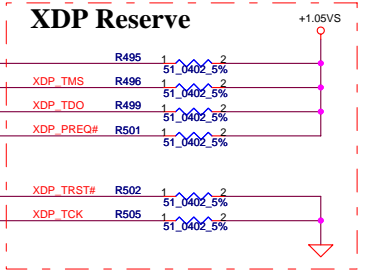 XDP Reserve
+1.05VS
R495 1 2
51_0402_5%
XDP_TMS R496 1 2
51_0402_5%
XDP_TDO R499 1 2
51_0402_5%
XDP_PREQ# R501 1 2
51_0402_5%
XDP_TRST# R502 1 2
51_0402_5%
XDP_TCK R505 1 2
51_0402_5%